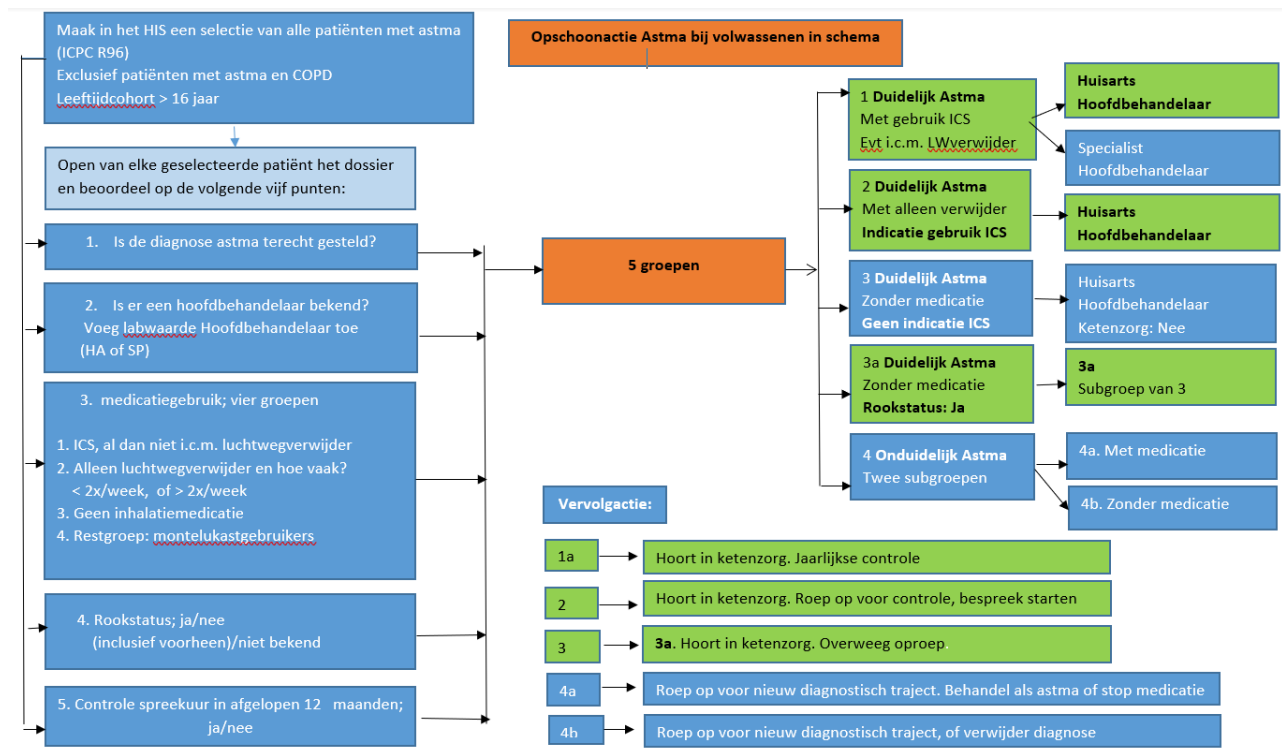 Maak in het HIS een selectie van alle patiënten met astma
(ICPC R96)
Exclusief patiënten met astma en COPD
Leeftijdcohort > 16 jaar
Open van elke geselecteerde patiënt het dossier
en beoordeel op de volgende vijf punten:
1. Is de diagnose astma terecht gesteld?
2. Is er een hoofdbehandelaar bekend?
Voeg labwaarde Hoofdbehandelaar toe
(HA of SP)
3. medicatiegebruik; vier groepen
1. ICS, al dan niet i.c.m. luchtwegverwijder
2. Alleen luchtwegverwijder en hoe vaak?
< 2x/week, of > 2x/week
3. Geen inhalatiemedicatie
4. Restgroep: montelukastgebruikers
4. Rookstatus; ja/nee
(inclusief voorheen)/niet bekend
5. Controle spreekuur in afgelopen 12 maanden;
ja/nee
Opschoonactie Astma bij volwassenen in schema
5 groepen
1 Duidelijk Astma
Met gebruik ICS
Evt i.c.m. LWverwijder
Huisarts
Hoofdbehandelaar
Specialist
Hoofdbehandelaar
2 Duidelijk Astma
Met alleen verwijder
Indicatie gebruik ICS
Huisarts
Hoofdbehandelaar
3 Duidelijk Astma
Zonder medicatie
Geen indicatie ICS
Huisarts
Hoofdbehandelaar
Ketenzorg: Nee
3a Duidelijk Astma
Zonder medicatie
Rookstatus: Ja
3a
Subgroep van 3
4 Onduidelijk Astma
Twee subgroepen
4a. Met medicatie
4b. Zonder medicatie
Vervolgactie:
1a
Hoort in ketenzorg. Jaarlijkse controle
2
Hoort in ketenzorg. Roep op voor controle, bespreek starten
3
3a. Hoort in ketenzorg. Overweeg oproep.
4a
Roep op voor nieuw diagnostisch traject. Behandel als astma of stop medicatie
4b
Roep op voor nieuw diagnostisch traject, of verwijder diagnose